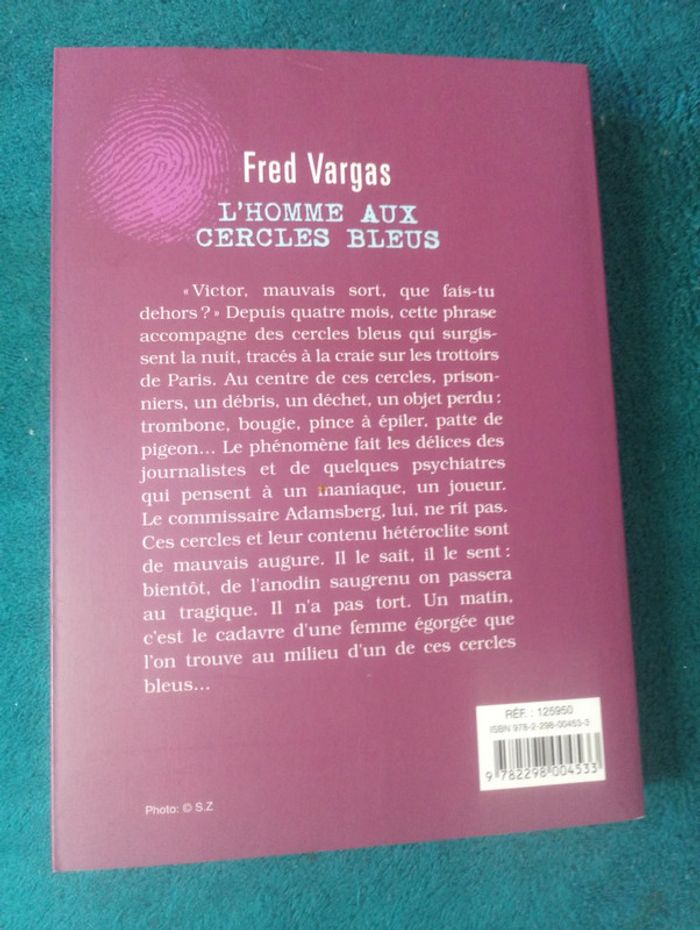 Fred Vargas
L'HOMME AUX
CERCLES BLEUS
« Victor, mauvais sort, que fais-tu
dehors ? » Depuis quatre mois, cette phrase
accompagne des cercles bleus qui surgis-
sent la nuit, tracés à la craie sur les trottoirs
de Paris. Au centre de ces cercles, prison-
niers, un débris, un déchet, un objet perdu :
trombone, bougie, pince à épiler, patte de
pigeon... Le phénomène fait les délices des
journalistes et de quelques psychiatres
qui pensent à un maniaque, un joueur.
Le commissaire Adamsberg, lui, ne rit pas.
Ces cercles et leur contenu hétéroclite sont
de mauvais augure. Il le sait, il le sent :
bientôt, de l'anodin saugrenu on passera
au tragique. Il n'a pas tort. Un matin,
c'est le cadavre d'une femme égorgée que
l'on trouve au milieu d'un de ces cercles
bleus...
RÉF. : 125950
ISBN 978-2-298-00453-3
9 782298 004533
Photo: © S.Z